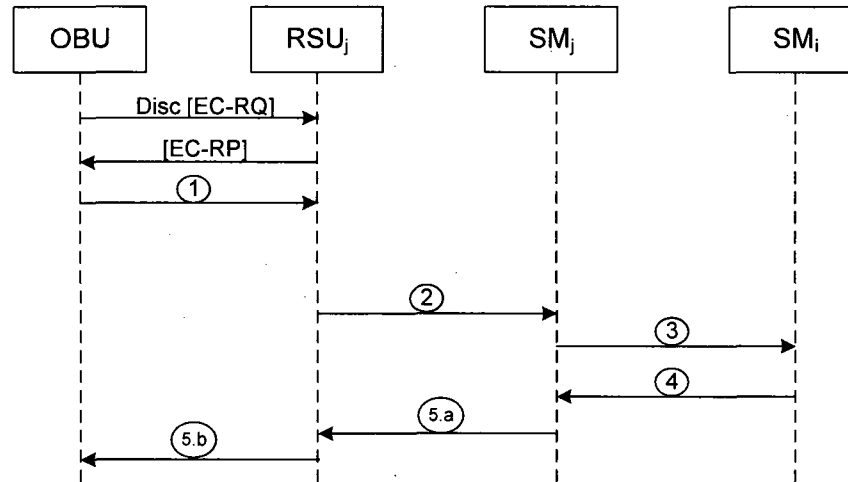 OBU
RSUj
SMj
SMi
Disc [EC-RQ]
[EC-RP]
1
2
3
4
5.a
5.b